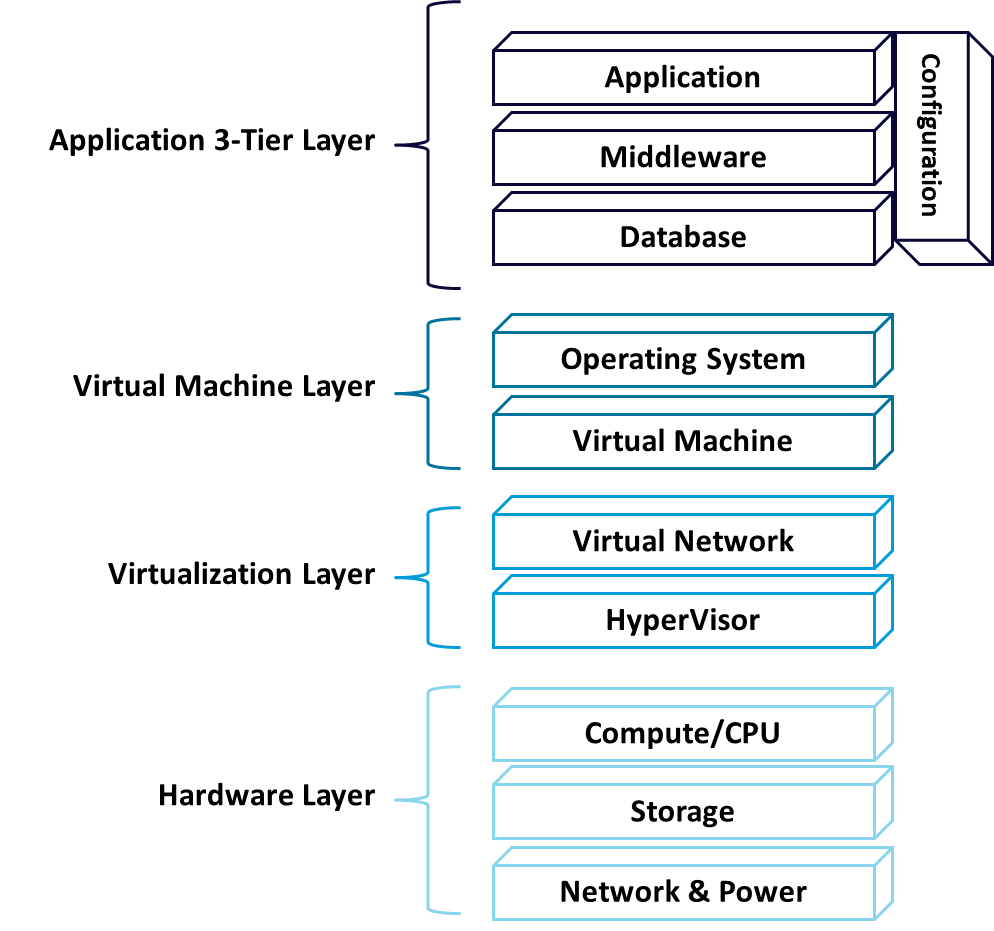 Application 3-Tier Layer
Application
Middleware
Database
Configuration
Virtual Machine Layer
Operating System
Virtual Machine
Virtualization Layer
Virtual Network
HyperVisor
Hardware Layer
Compute/CPU
Storage
Network & Power